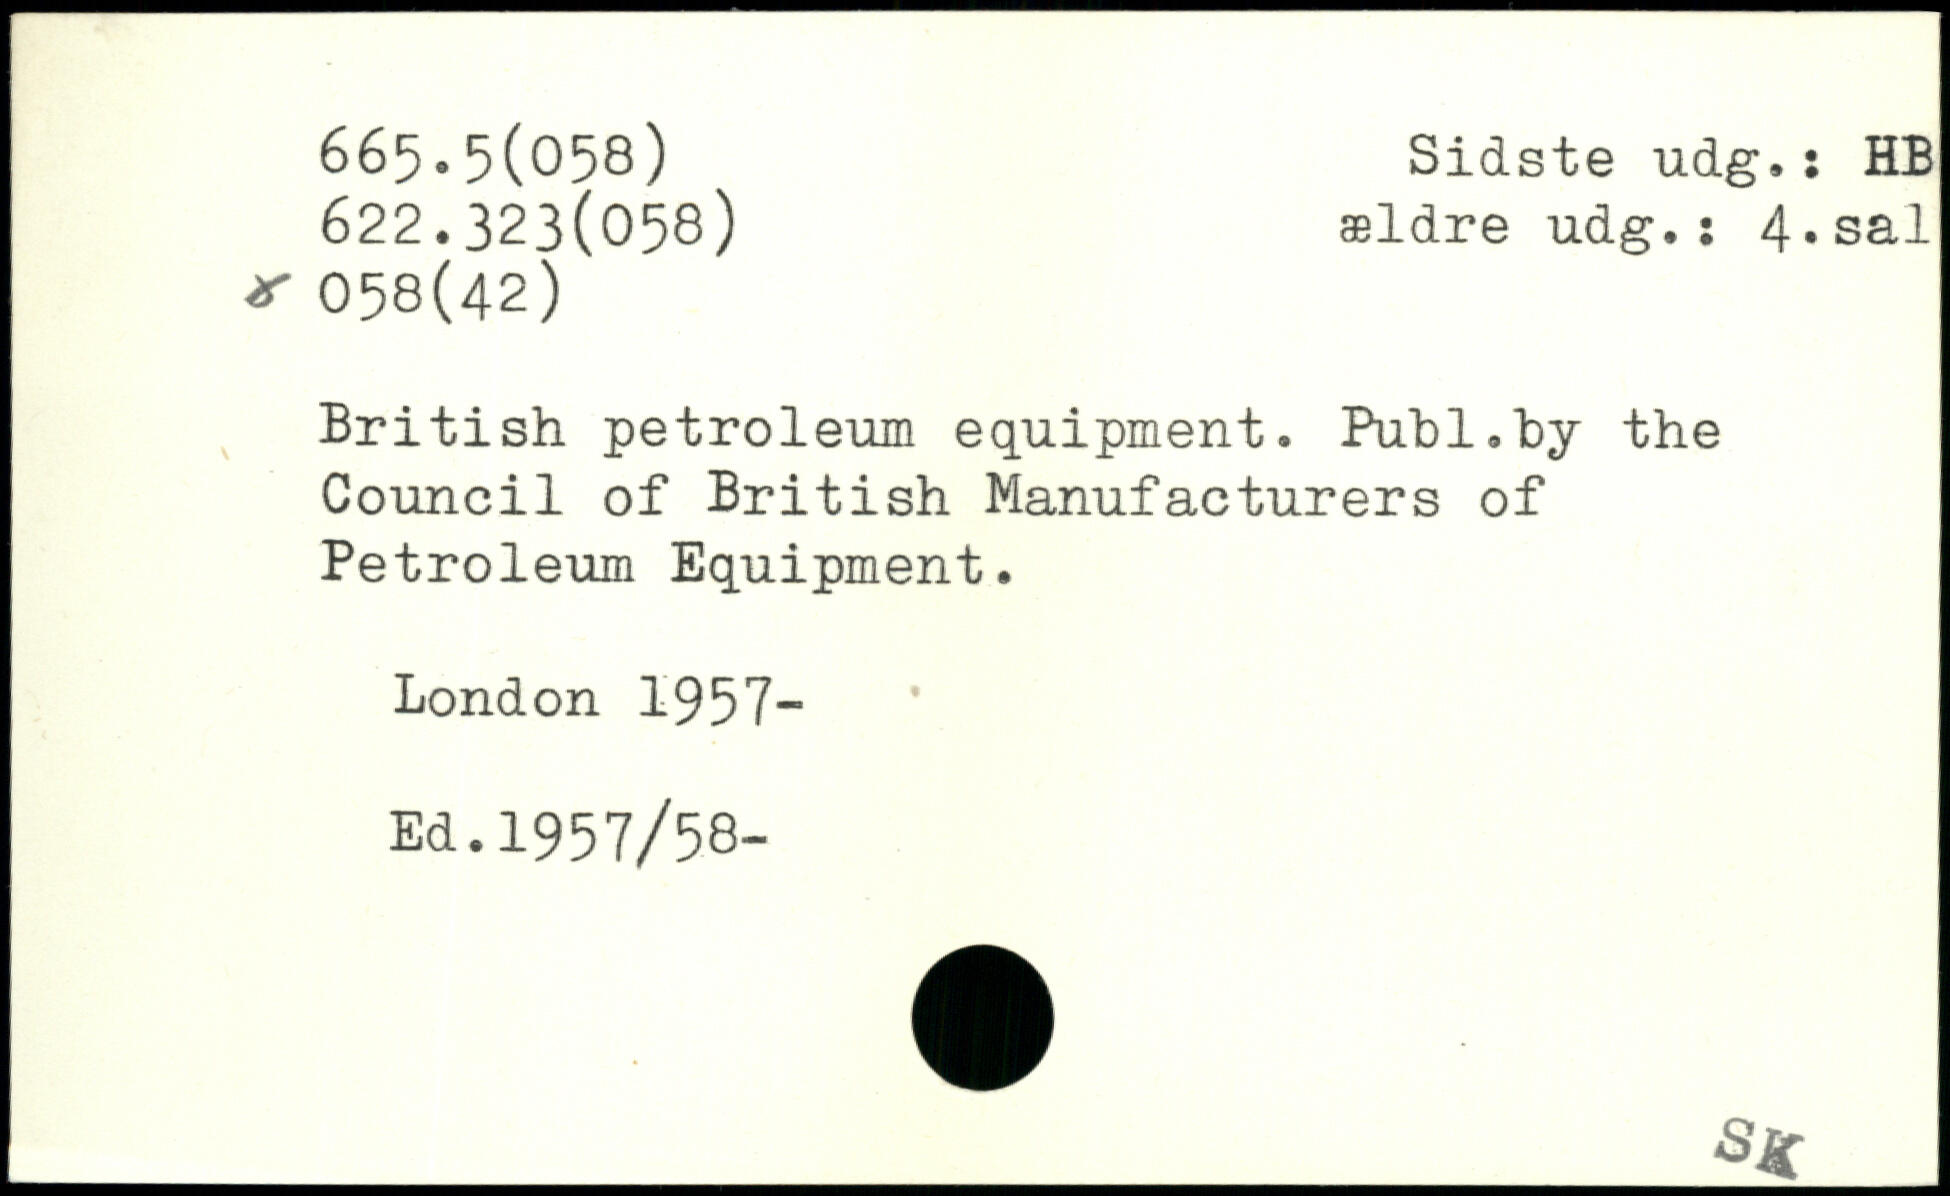 665.5(058) Sidste udg.: HB
622.323(058) ældre udg.: 4.sal
058(42)
British petroleum equipment. Publ.by the
Council of British Manufacturers of
Petroleum Equipment.
London 1957-
Ed.1957/58-
SK